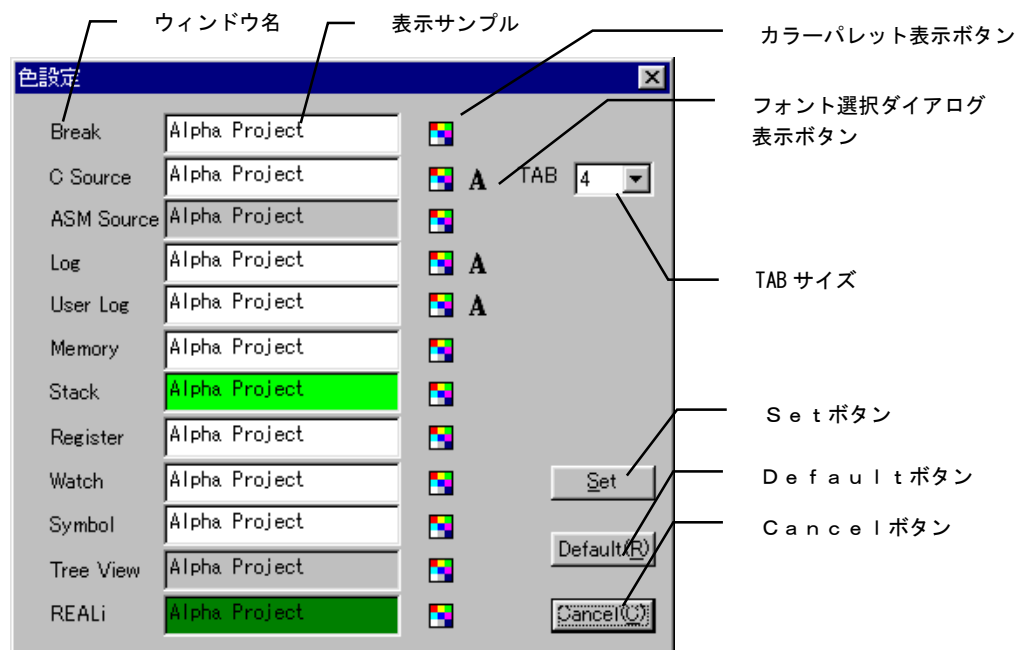 ウィンドウ名
表示サンプル
カラーパレット表示ボタン
色設定
フォント選択ダイアログ
表示ボタン
Break
Alpha Project
C Source
Alpha Project
A
TAB
4
ASM Source
Alpha Project
Log
Alpha Project
A
TABサイズ
User Log
Alpha Project
A
Memory
Alpha Project
Stack
Alpha Project
Ｓｅｔボタン
Register
Alpha Project
Watch
Alpha Project
Set
Ｄｅｆａｕｌｔボタン
Symbol
Alpha Project
Ｃａｎｃｅｌボタン
Default(R)
Tree View
Alpha Project
REALi
Alpha Project
Cancel(C)